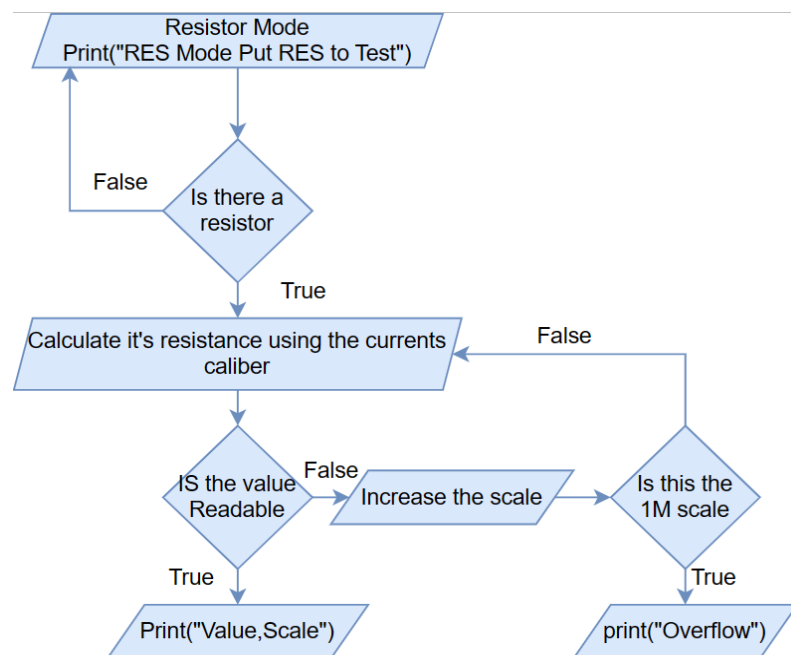 Resistor Mode
Print("RES Mode Put RES to Test")
False
Is there a
resistor
True
Calculate it's resistance using the currents
caliber
False
IS the value
Readable
False
Increase the scale
Is this the
1M scale
True
True
Print("Value,Scale")
print("Overflow")